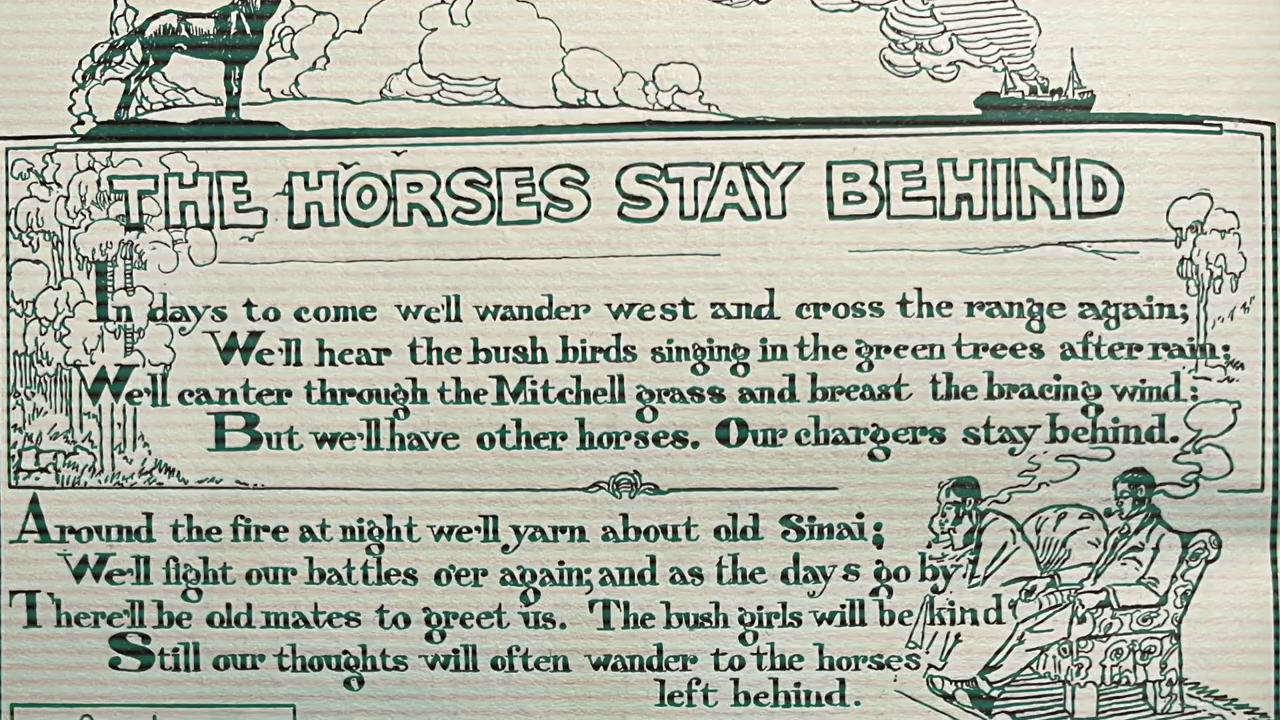 THE HORSES STAY BEHIND
In days to come we'll wander west and cross the range again;
We'll hear the bush birds singing in the green trees after rain;
We'll canter through the Mitchell grass and breast the bracing wind:
But we'll have other horses. Our chargers stay behind.
Around the fire at night we'll yarn about old Sinai;
We'll fight our battles o'er again; and as the days go by
There'll be old mates to greet us. The bush girls will be kind
Still our thoughts will often wander to the horses
left behind.